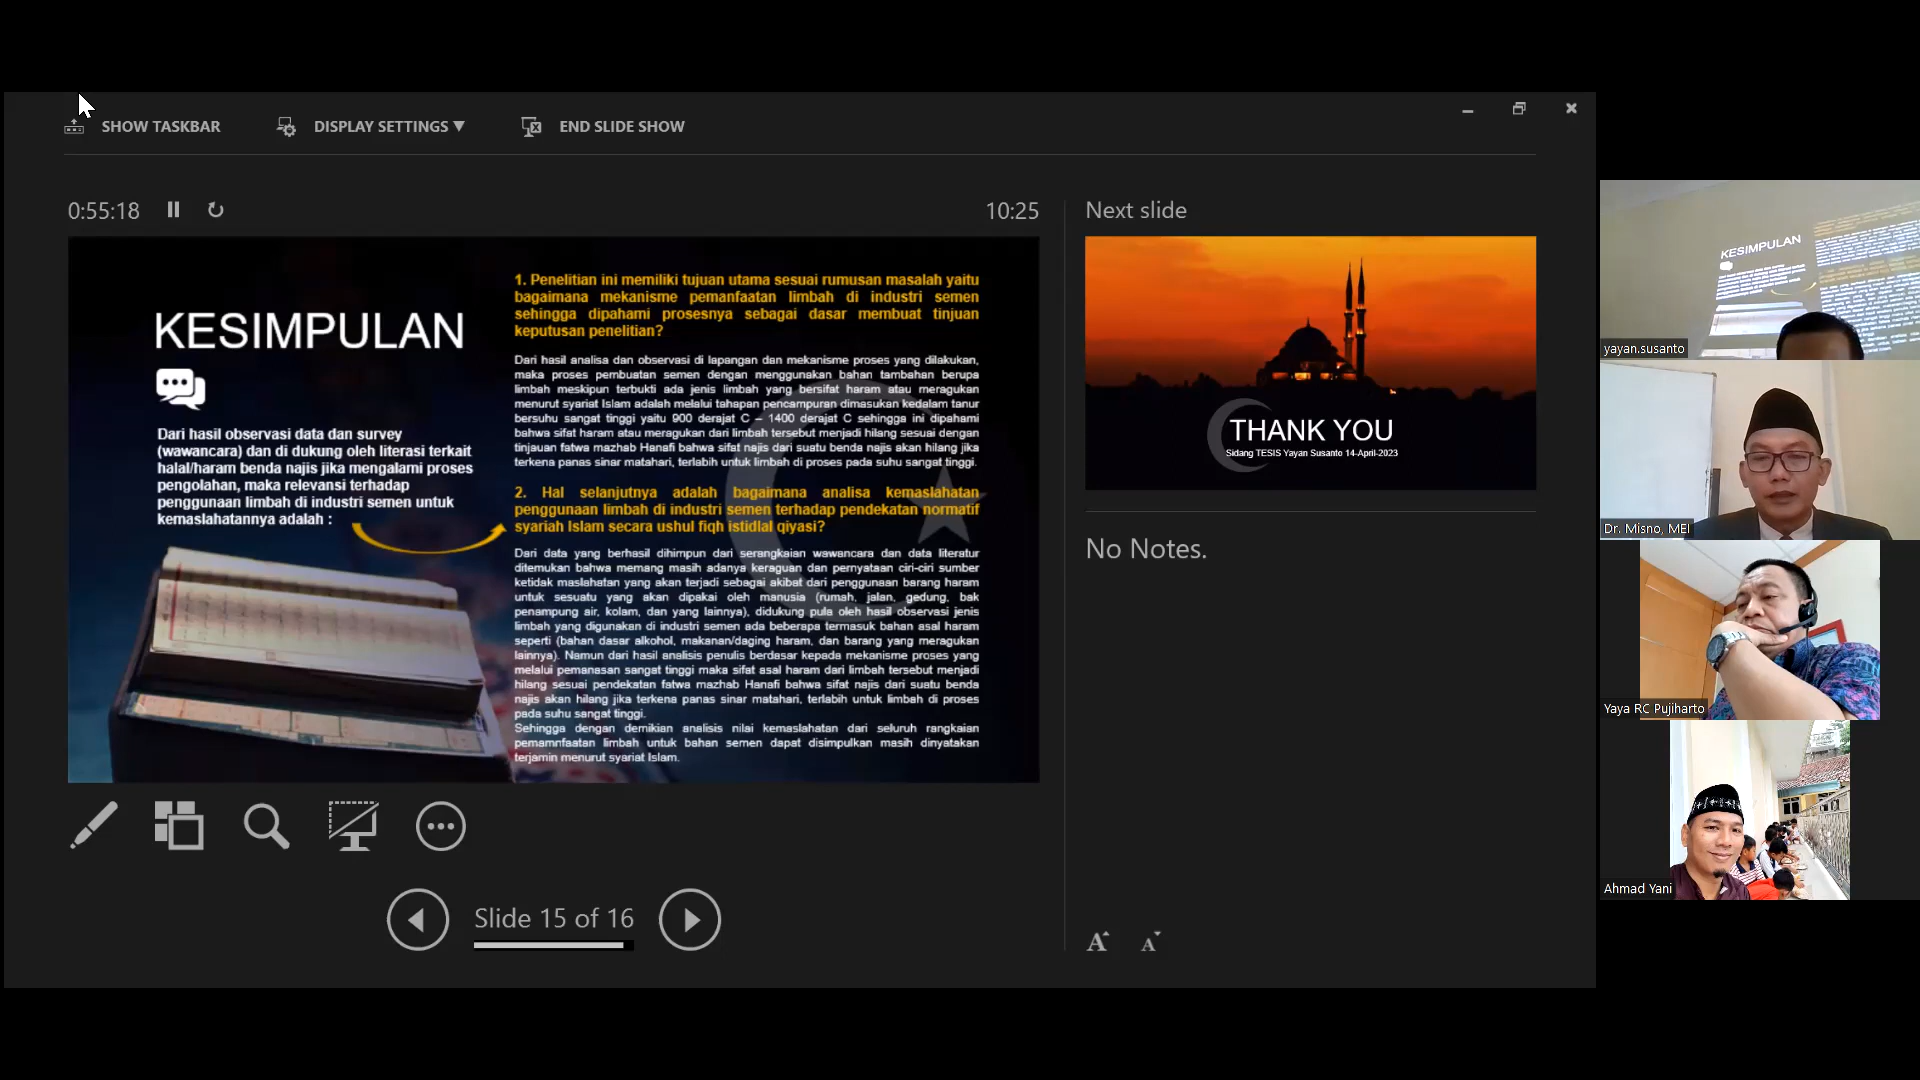 SHOW TASKBAR
DISPLAY SETTINGS ▼
END SLIDE SHOW
0:55:18
10:25
KESIMPULAN
Dari hasil observasi data dan survey
(wawancara) dan di dukung oleh literasi terkait
halal/haram benda najis jika mengalami proses
pengolahan, maka relevansi terhadap
penggunaan limbah di industri semen untuk
kemaslahatannya adalah :
1. Penelitian ini memiliki tujuan utama sesuai rumusan masalah yaitu
bagaimana mekanisme pemanfaatan limbah di industri semen
sehingga dipahami prosesnya sebagai dasar membuat tinjuan
keputusan penelitian?
Dari hasil analisa dan observasi di lapangan dan mekanisme proses yang dilakukan,
maka proses pembuatan semen dengan menggunakan bahan tambahan berupa
limbah meskipun terbukti ada jenis limbah yang bersifat haram atau meragukan
menurut syariat Islam adalah melalui tahapan pencampuran dimasukan kedalam tanur
bersuhu sangat tinggi yaitu 900 derajat C – 1400 derajat C sehingga ini dipahami
bahwa sifat haram atau meragukan dari limbah tersebut menjadi hilang sesuai dengan
tinjauan fatwa mazhab Hanafi bahwa sifat najis dari suatu benda najis akan hilang jika
terkena panas sinar matahari, terlabih untuk limbah di proses pada suhu sangat tinggi.
2. Hal selanjutnya adalah bagaimana analisa kemaslahatan
penggunaan limbah di industri semen terhadap pendekatan normatif
syariah Islam secara ushul fiqh istidlal qiyasi?
Dari data yang berhasil dihimpun dari serangkaian wawancara dan data literatur
ditemukan bahwa memang masih adanya keraguan dan pernyataan ciri-ciri sumber
ketidak maslahatan yang akan terjadi sebagai akibat dari penggunaan barang haram
untuk sesuatu yang akan dipakai oleh manusia (rumah, jalan, gedung, bak
penampung air, kolam, dan yang lainnya), didukung pula oleh hasil observasi jenis
limbah yang digunakan di industri semen ada beberapa termasuk bahan asal haram
seperti (bahan dasar alkohol, makanan/daging haram, dan barang yang meragukan
lainnya). Namun dari hasil analisis penulis berdasar kepada mekanisme proses yang
melalui pemanasan sangat tinggi maka sifat asal haram dari limbah tersebut menjadi
hilang sesuai pendekatan fatwa mazhab Hanafi bahwa sifat najis dari suatu benda
najis akan hilang jika terkena panas sinar matahari, terlebih untuk limbah di proses
pada suhu sangat tinggi.
Sehingga dengan demikian analisis nilai kemaslahatan dari seluruh rangkaian
pemamnfaatan limbah untuk bahan semen dapat disimpulkan masih dinyatakan
terjamin menurut syariat Islam.
Slide 15 of 16
Next slide
THANK YOU
Sidang TESIS Yayan Susanto 14-April-2023
No Notes.
A A
KESIMPULAN
yayan.susanto
Dr. Misno, MEI
Yaya RC Pujiharto
Ahmad Yani